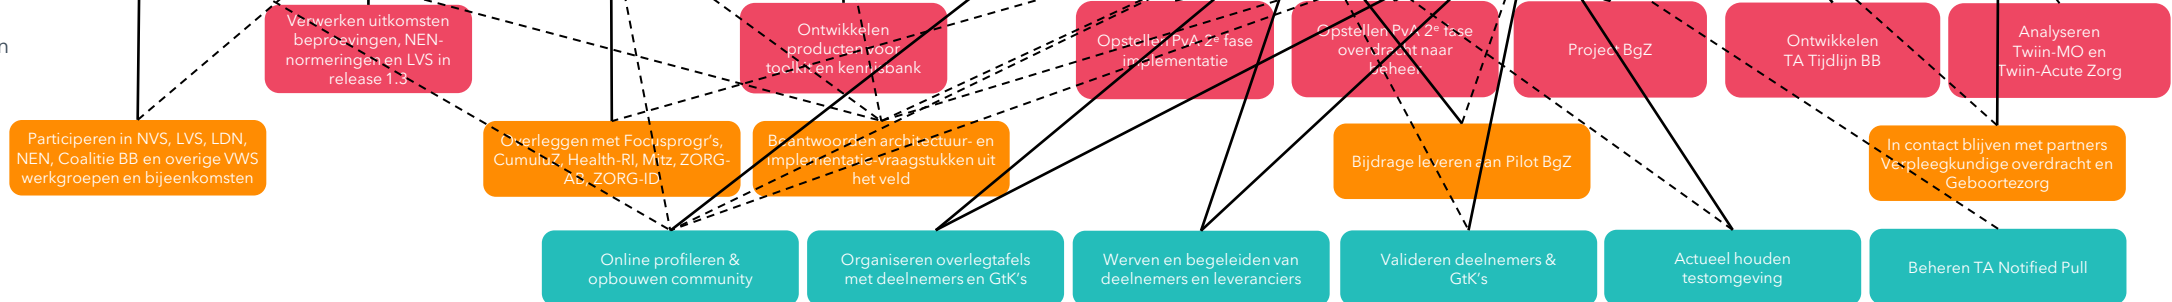 n
Verwerken uitkomsten
beproevingen, NEN-
normeringen en LVS in
release 1.3
Ontwikkelen
producten voor
toolkit en kennisbank
Opstellen PvA 2e fase
implementatie
Opstellen PvA 2e fase
overdracht naar
beheer
Project BgZ
Ontwikkelen
TA Tijdlijn BB
Analyseren
Twiin-MO en
Twiin-Acute Zorg
Participeren in NVS, LVS, LDN,
NEN, Coalitie BB en overige VWS
werkgroepen en bijeenkomsten
Overleggen met Focusprogr’s,
CumuluZ, Health-RI, Mitz, ZORG-
AB, ZORG-ID
Beantwoorden architectuur- en
implementatie vraagstukken uit
het veld
Bijdrage leveren aan Pilot BgZ
In contact blijven met partners
Verpleegkundige overdracht en
Geboortezorg
Online profileren &
opbouwen community
Organiseren overlegtafels
met deelnemers en GtK’s
Werven en begeleiden van
deelnemers en leveranciers
Valideren deelnemers &
GtK’s
Actueel houden
testomgeving
Beheren TA Notified Pull